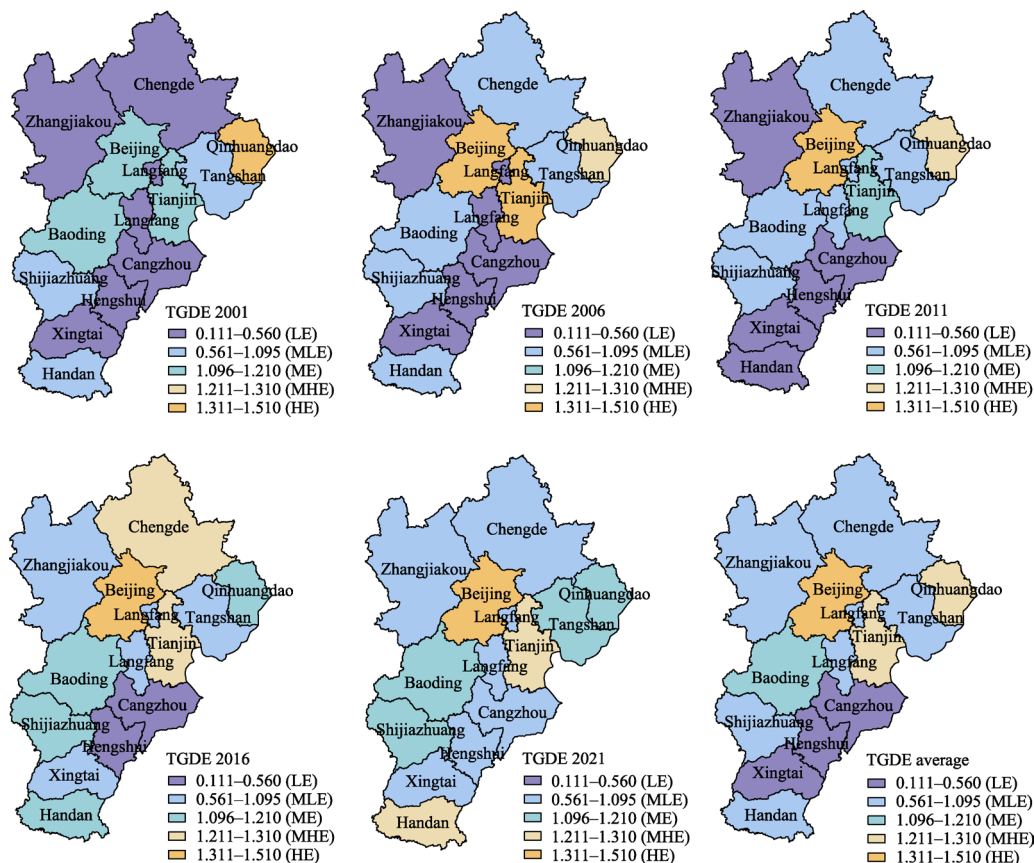 Chengde
Zhangjiakou
Beijing
Qinhuangdao
Langfang
Tangshan
Tianjin
Langfang
Baoding
Cangzhou
Shijiazhuang
Hengshui
Xingtai
Handan
TGDE 2001
0.111–0.560 (LE)
0.561–1.095 (MLE)
1.096–1.210 (ME)
1.211–1.310 (MHE)
1.311–1.510 (HE)
Chengde
Zhangjiakou
Beijing
Qinhuangdao
Langfang
Tangshan
Tianjin
Langfang
Baoding
Cangzhou
Shijiazhuang
Hengshui
Xingtai
Handan
TGDE 2006
0.111–0.560 (LE)
0.561–1.095 (MLE)
1.096–1.210 (ME)
1.211–1.310 (MHE)
1.311–1.510 (HE)
Chengde
Zhangjiakou
Beijing
Qinhuangdao
Langfang
Tangshan
Tianjin
Langfang
Baoding
Cangzhou
Shijiazhuang
Hengshui
Xingtai
Handan
TGDE 2011
0.111–0.560 (LE)
0.561–1.095 (MLE)
1.096–1.210 (ME)
1.211–1.310 (MHE)
1.311–1.510 (HE)
Chengde
Zhangjiakou
Beijing
Qinhuangdao
Langfang
Tangshan
Tianjin
Langfang
Baoding
Cangzhou
Shijiazhuang
Hengshui
Xingtai
Handan
TGDE 2016
0.111–0.560 (LE)
0.561–1.095 (MLE)
1.096–1.210 (ME)
1.211–1.310 (MHE)
1.311–1.510 (HE)
Chengde
Zhangjiakou
Beijing
Qinhuangdao
Langfang
Tangshan
Tianjin
Langfang
Baoding
Cangzhou
Shijiazhuang
Hengshui
Xingtai
Handan
TGDE 2021
0.111–0.560 (LE)
0.561–1.095 (MLE)
1.096–1.210 (ME)
1.211–1.310 (MHE)
1.311–1.510 (HE)
Chengde
Zhangjiakou
Beijing
Qinhuangdao
Langfang
Tangshan
Tianjin
Langfang
Baoding
Cangzhou
Shijiazhuang
Hengshui
Xingtai
Handan
TGDE average
0.111–0.560 (LE)
0.561–1.095 (MLE)
1.096–1.210 (ME)
1.211–1.310 (MHE)
1.311–1.510 (HE)